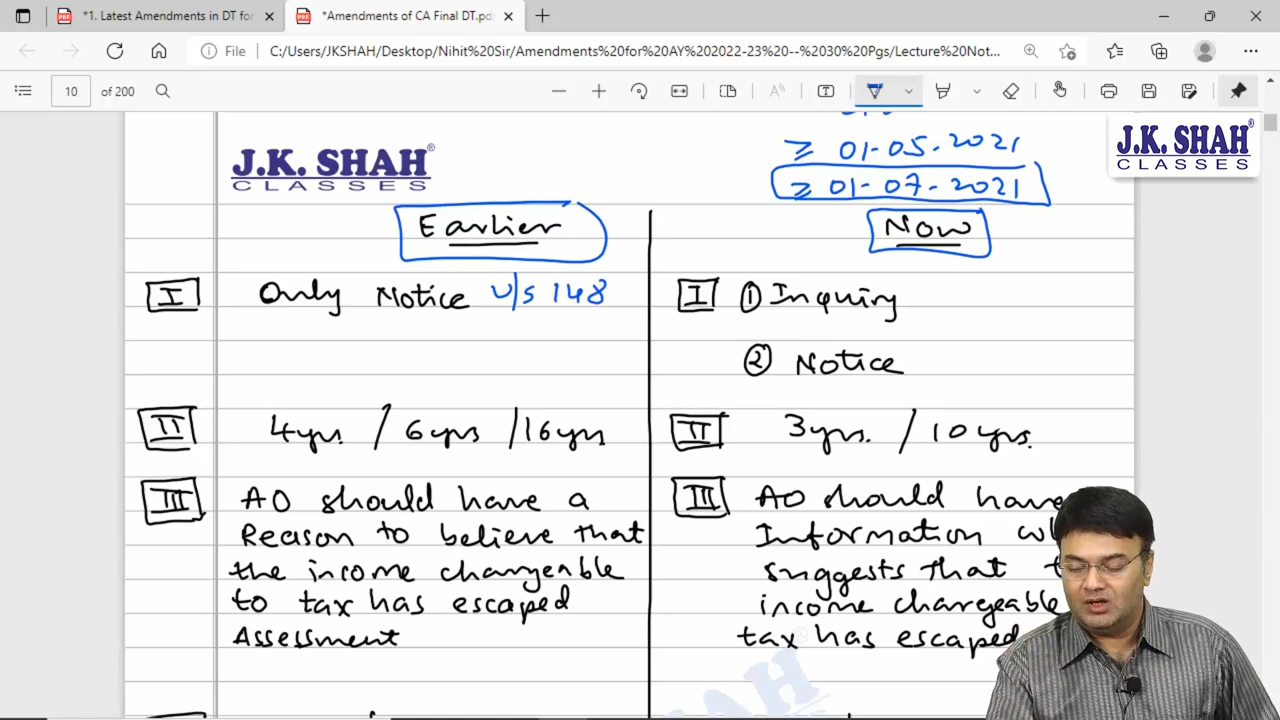 *1. Latest Amendments in DT for
*Amendments of CA Final DT.pdf
File
C:/Users/JKSHAH/Desktop/Nihit%20Sir/Amendments%20for%20AY%202022-23%20--%2030%20Pgs/Lecture%20Not...
10 of 200
≥ 01-05-2021
≥ 01-07-2021
J.K. SHAH®
CLASSES
J.K. SHAH®
CLASSES
Earlier
Now
I Only Notice u/s 148
I ① Inquiry
② Notice
II 4yrs. / 6yrs / 16yrs
II 3yrs. / 10yrs.
III AO should have a
Reason to believe that
the income chargeable
to tax has escaped
Assessment
III AO should have
Information
suggests that
income chargeable
tax has escaped